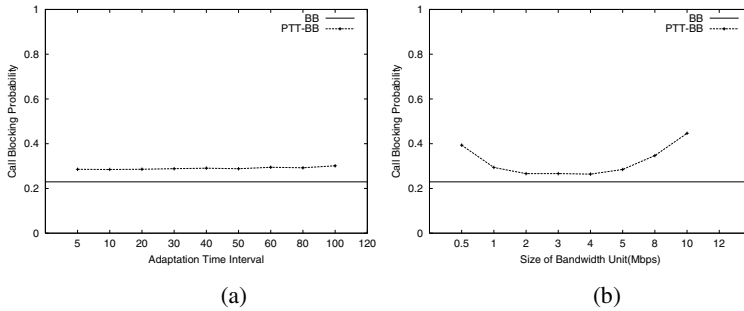 1
0.8
0.6
0.4
0.2
0
Call Blocking Probability
BB
PTT-BB
5 10 20 30 40 50 60 80 100 120
Adaptation Time Interval
(a)
1
0.8
0.6
0.4
0.2
0
Call Blocking Probability
BB
PTT-BB
0.5 1 2 3 4 5 8 10 12
Size of Bandwidth Unit(Mbps)
(b)